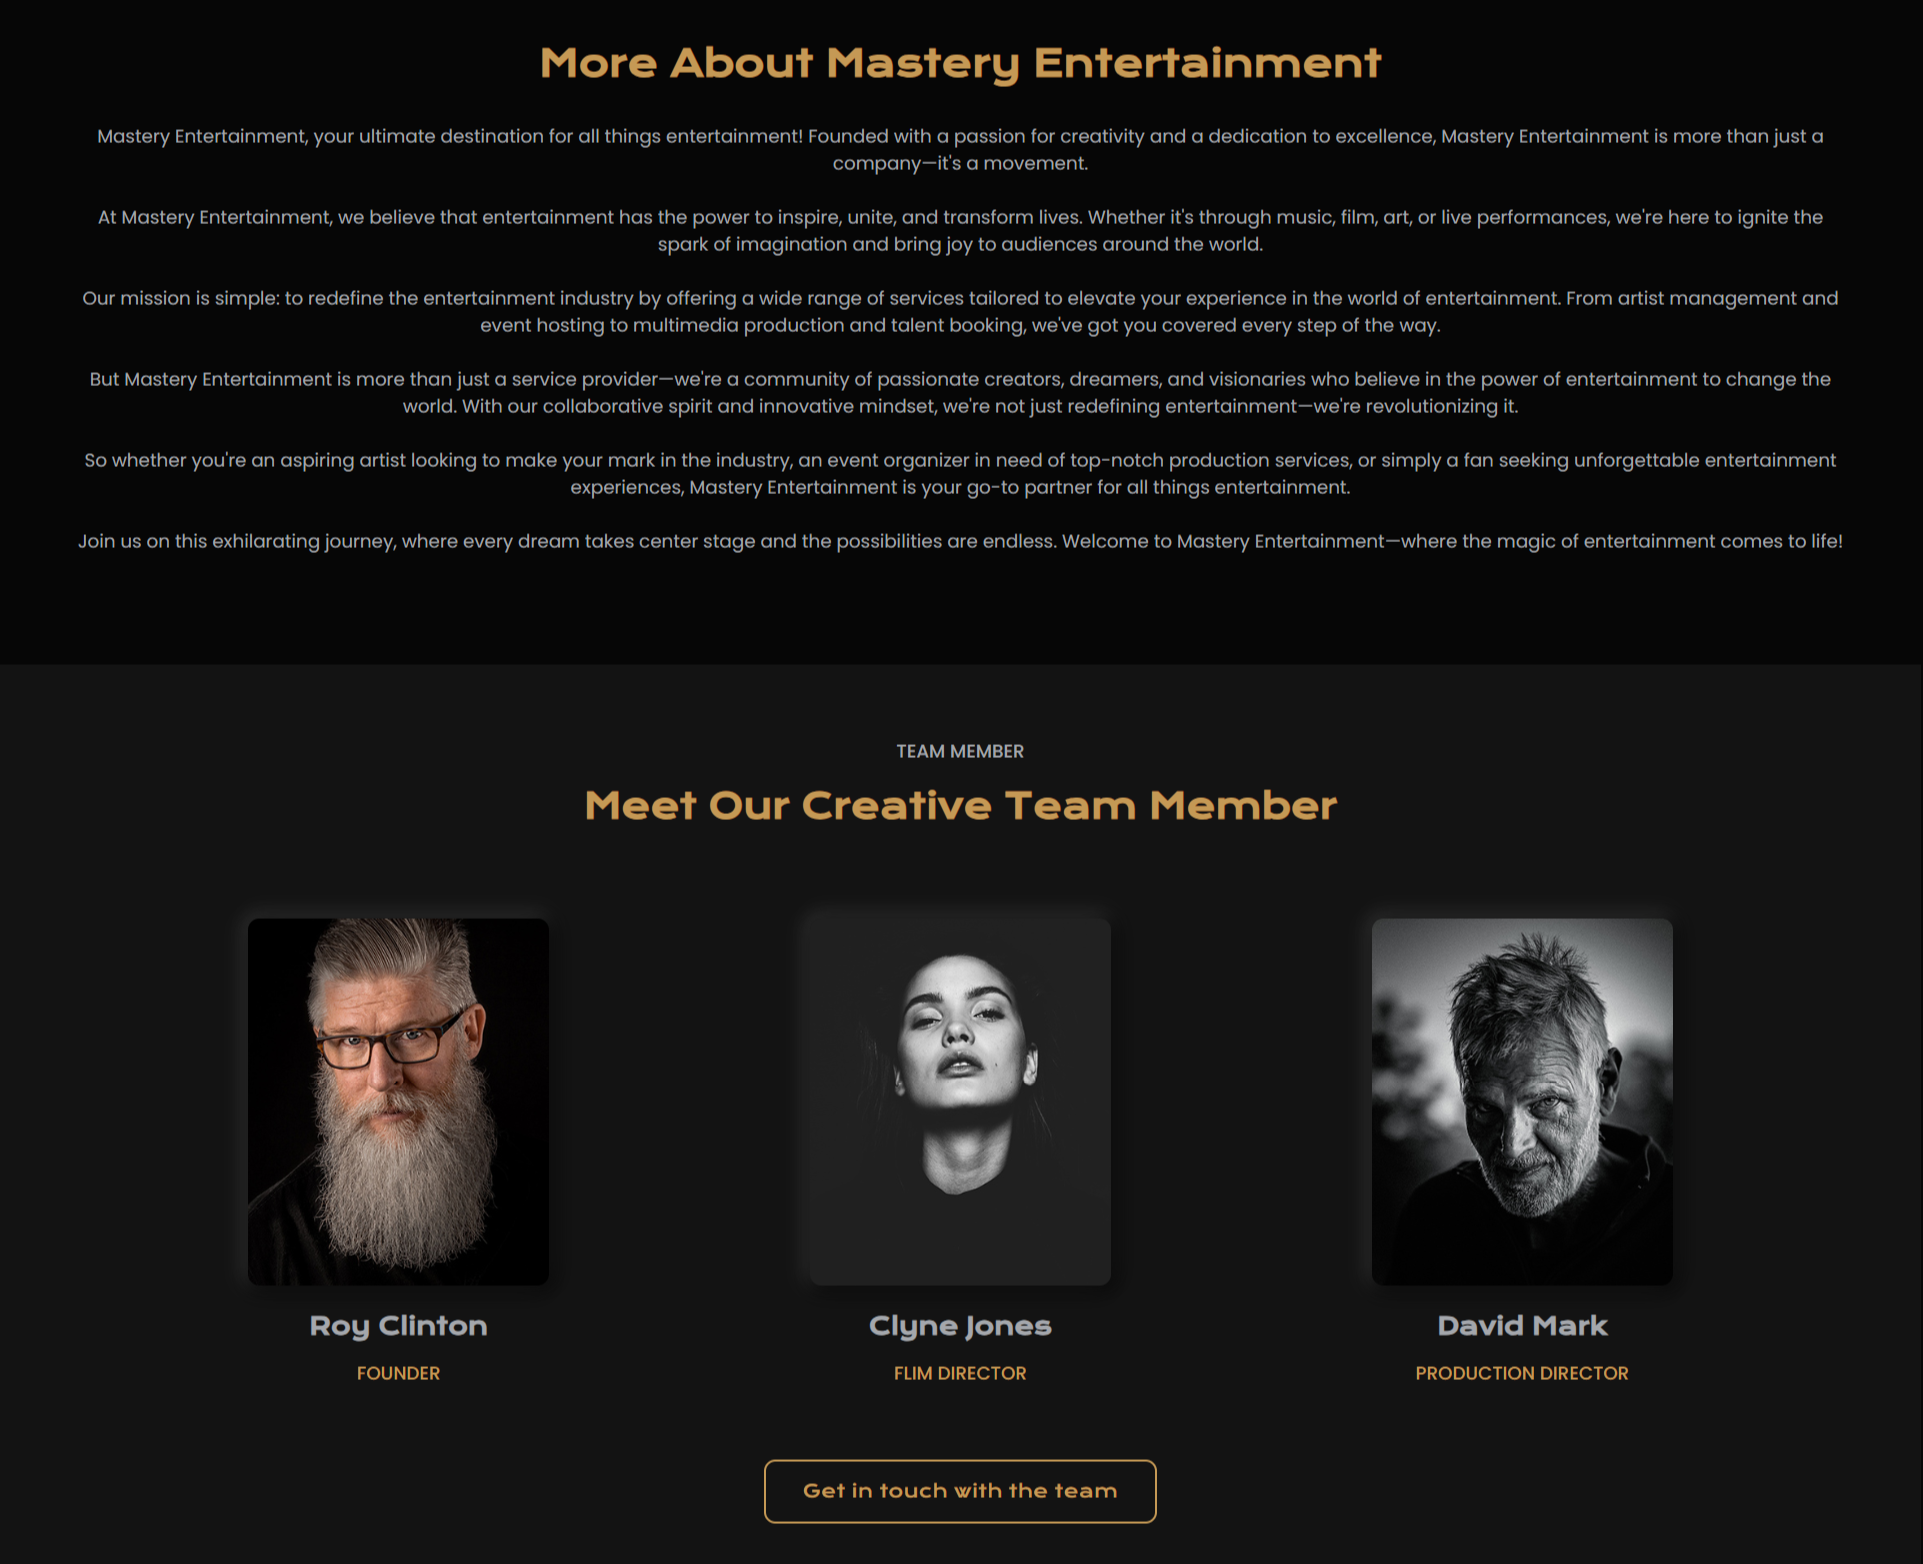 More About Mastery Entertainment
Mastery Entertainment, your ultimate destination for all things entertainment! Founded with a passion for creativity and a dedication to excellence, Mastery Entertainment is more than just a
company—it's a movement.
At Mastery Entertainment, we believe that entertainment has the power to inspire, unite, and transform lives. Whether it's through music, film, art, or live performances, we're here to ignite the
spark of imagination and bring joy to audiences around the world.
Our mission is simple: to redefine the entertainment industry by offering a wide range of services tailored to elevate your experience in the world of entertainment. From artist management and
event hosting to multimedia production and talent booking, we've got you covered every step of the way.
But Mastery Entertainment is more than just a service provider—we're a community of passionate creators, dreamers, and visionaries who believe in the power of entertainment to change the
world. With our collaborative spirit and innovative mindset, we're not just redefining entertainment—we're revolutionizing it.
So whether you're an aspiring artist looking to make your mark in the industry, an event organizer in need of top-notch production services, or simply a fan seeking unforgettable entertainment
experiences, Mastery Entertainment is your go-to partner for all things entertainment.
Join us on this exhilarating journey, where every dream takes center stage and the possibilities are endless. Welcome to Mastery Entertainment—where the magic of entertainment comes to life!
TEAM MEMBER
Meet Our Creative Team Member
Roy Clinton
FOUNDER
Clyne Jones
FLIM DIRECTOR
David Mark
PRODUCTION DIRECTOR
Get in touch with the team